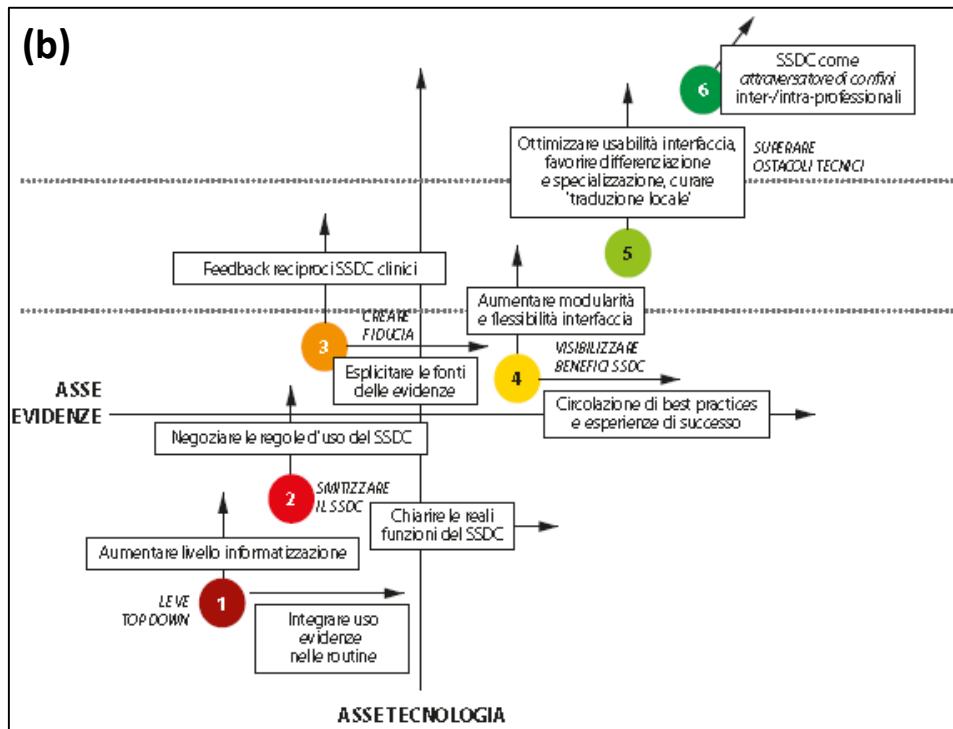 (b)
6
SSDC come
attraversatore di confini
inter-/intra-professionali
Ottimizzare usabilità interfaccia,
favorire differenziazione
e specializzazione, curare
'traduzione locale'
SUPERARE
OSTACOLI TECNICI
5
Feedback reciproci SSDC clinici
Aumentare modularità
e flessibilità interfaccia
CREARE
FIDUCIA
3
Esplicitare le fonti
delle evidenze
4
VISIBILIZZARE
BENEFICI SSDC
Circolazione di best practices
e esperienze di successo
ASSE
EVIDENZE
Negoziare le regole d'uso del SSDC
2
SMITIZZARE
IL SSDC
Chiarire le reali
funzioni del SSDC
Aumentare livello informatizzazione
LEVE
TOP DOWN
1
Integrare uso
evidenze
nelle routine
ASSE TECNOLOGIA